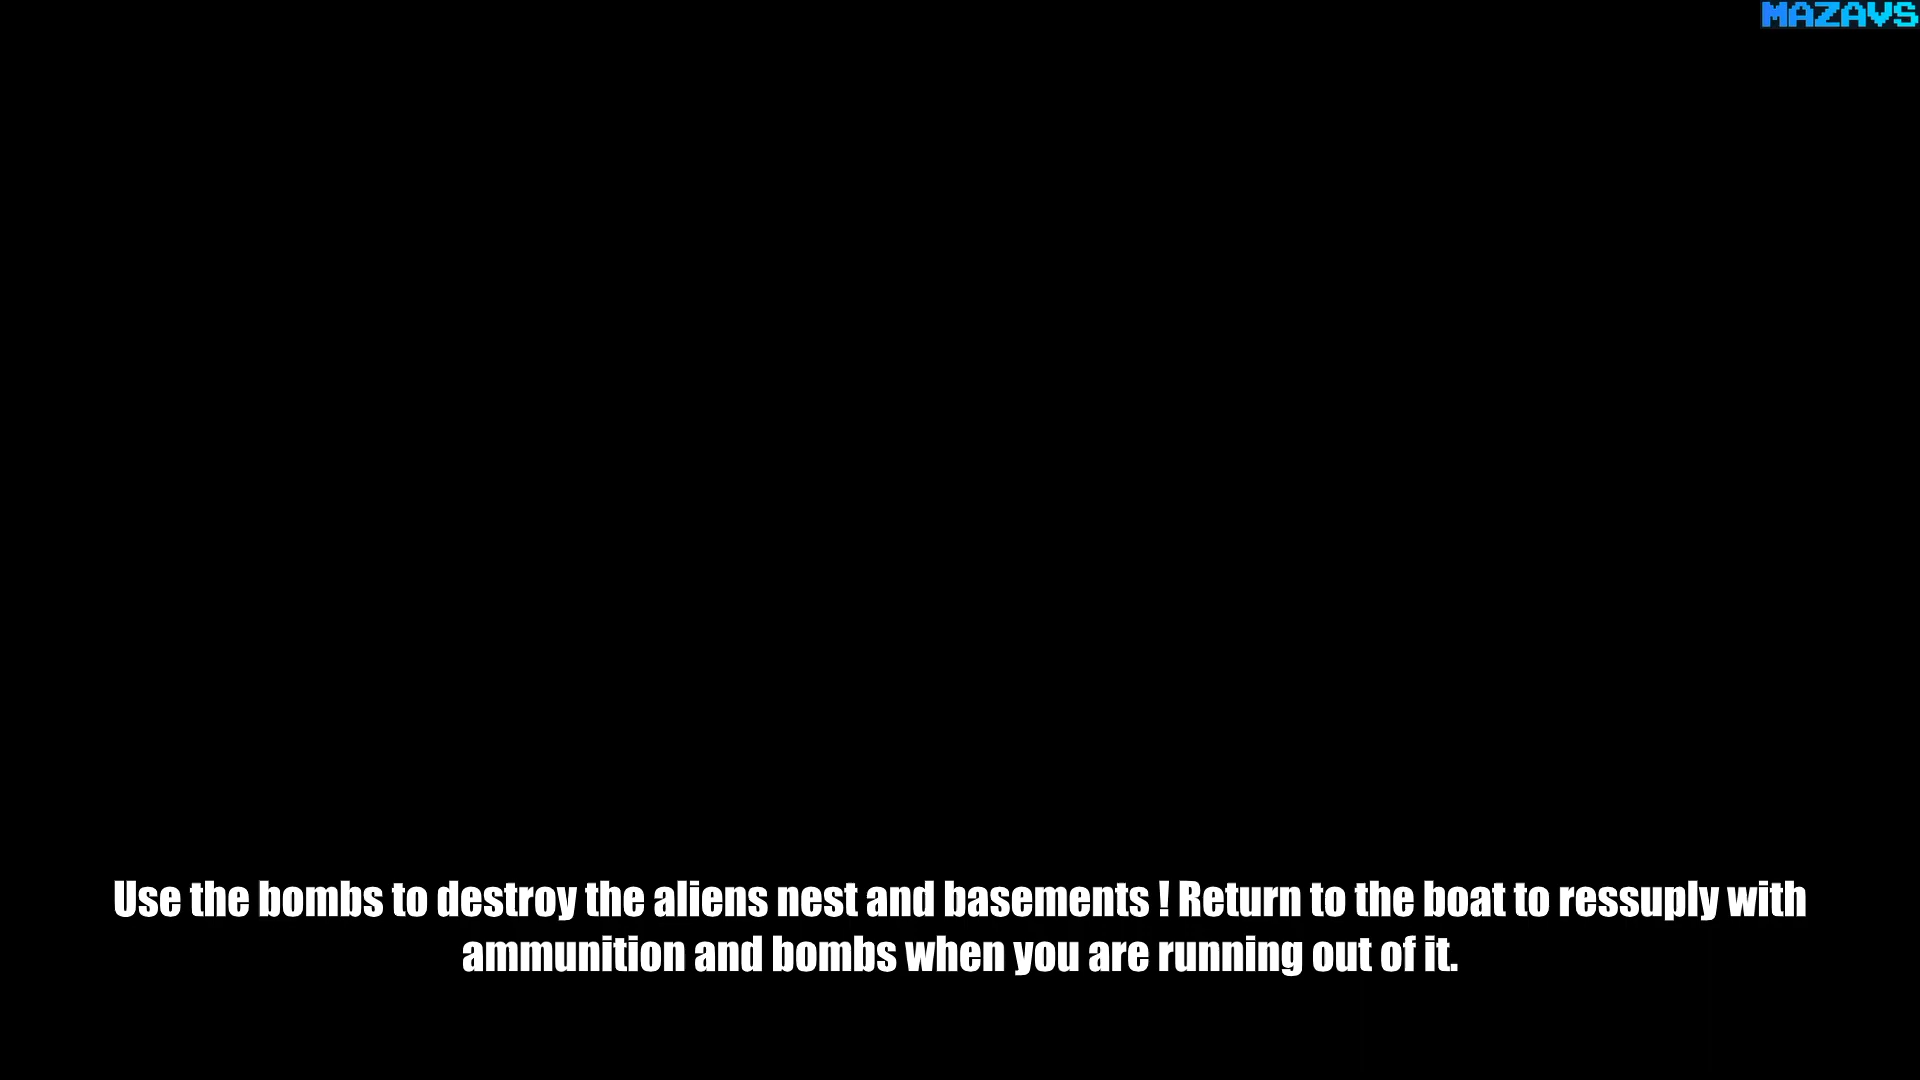 MAZAVS
Use the bombs to destroy the aliens nest and basements ! Return to the boat to ressuply with
ammunition and bombs when you are running out of it.